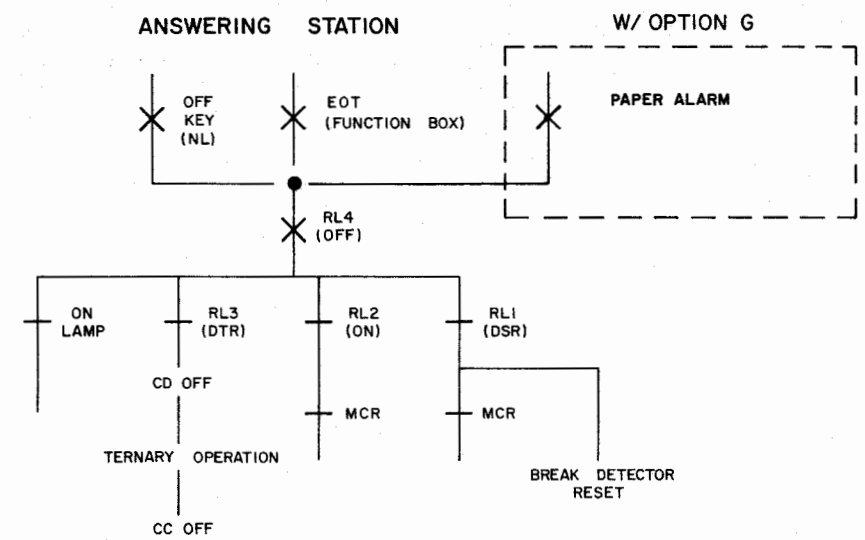 ANSWERING STATION
W/ OPTION G
OFF
KEY
(NL)
EOT
(FUNCTION BOX)
PAPER ALARM
RL4
(OFF)
ON
LAMP
RL3
(DTR)
RL2
(ON)
RL1
(DSR)
CD OFF
MCR
MCR
TERNARY OPERATION
BREAK DETECTOR
RESET
CC OFF